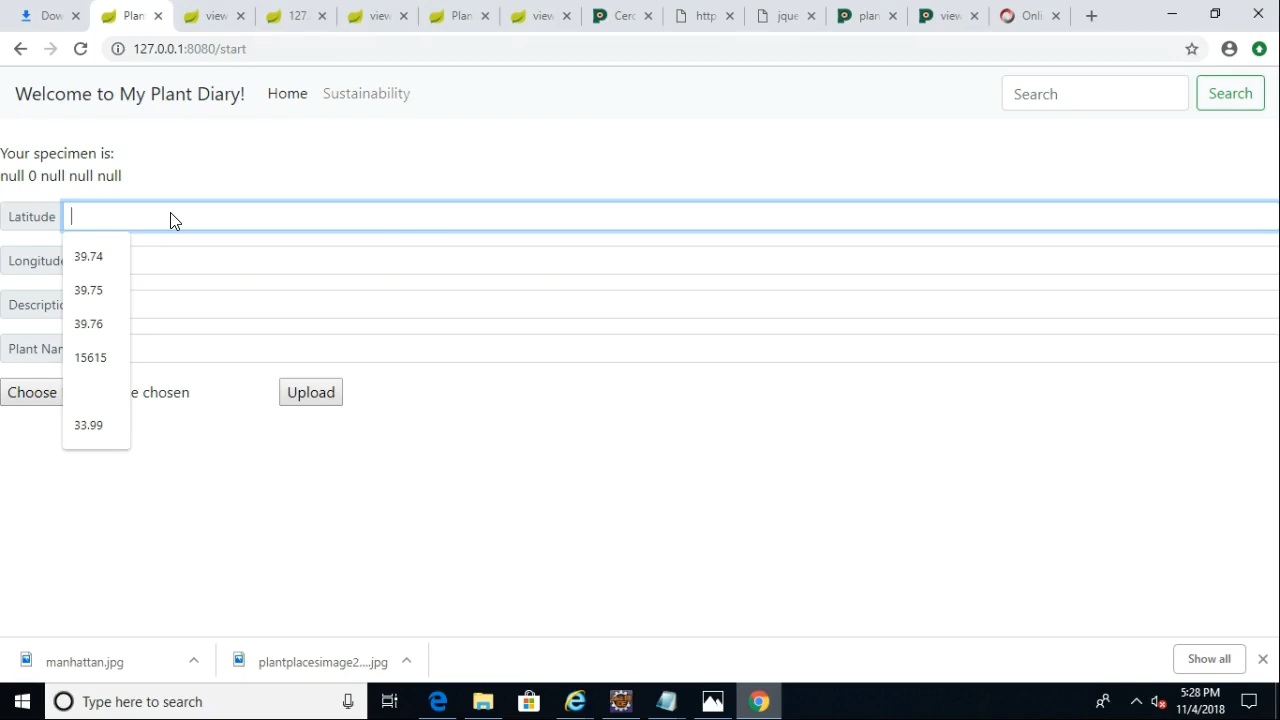 Dow
Plan
view
127.
view
Plan
view
Cerc
http
jque
plan
view
Onli
127.0.0.1:8080/start
Welcome to My Plant Diary!
Home
Sustainability
Search
Search
Your specimen is:
null 0 null null null
Latitude
Longitude
Descriptio
Plant Nam
39.74
39.75
39.76
15615
33.99
Choose
e chosen
Upload
manhattan.jpg
plantplacesimage2....jpg
Show all
Type here to search
5:28 PM
11/4/2018